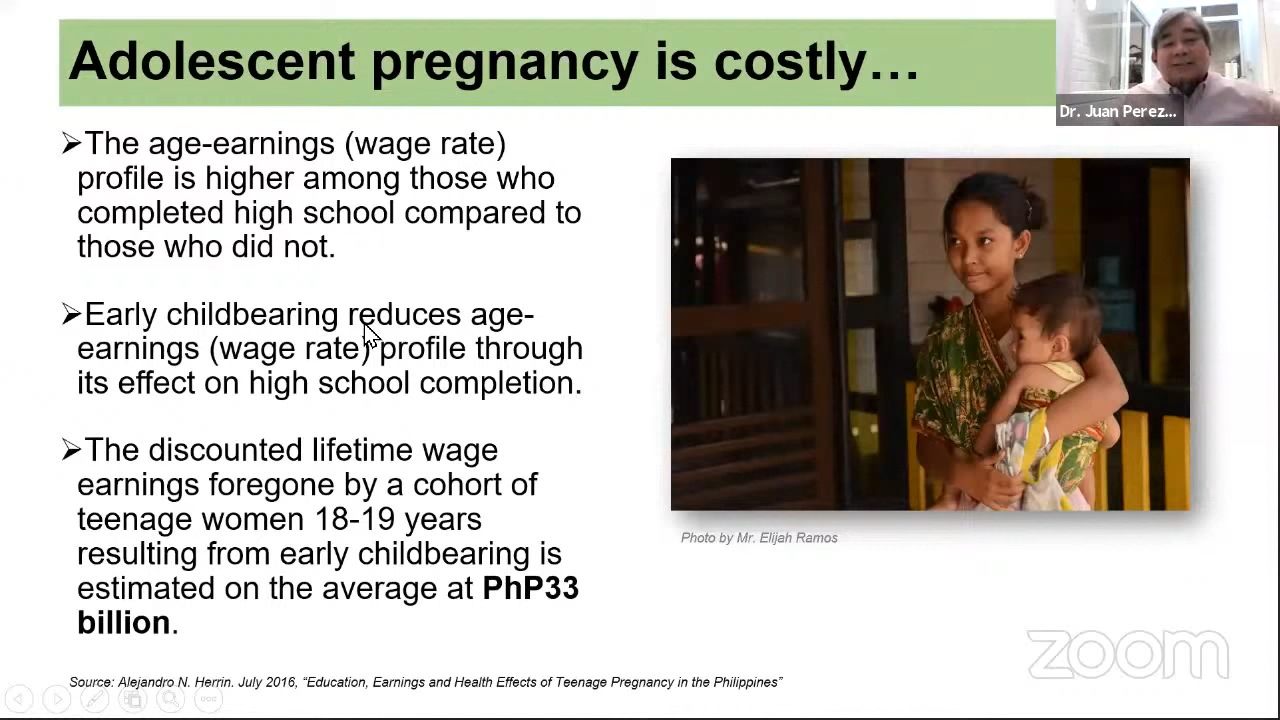 Adolescent pregnancy is costly…
Dr. Juan Perez...
➢The age-earnings (wage rate)
profile is higher among those who
completed high school compared to
those who did not.
➢Early childbearing reduces age-
earnings (wage rate) profile through
its effect on high school completion.
➢The discounted lifetime wage
earnings foregone by a cohort of
teenage women 18-19 years
resulting from early childbearing is
estimated on the average at PhP33
billion.
Photo by Mr. Elijah Ramos
zoom
Source: Alejandro N. Herrin. July 2016, “Education, Earnings and Health Effects of Teenage Pregnancy in the Philippines”